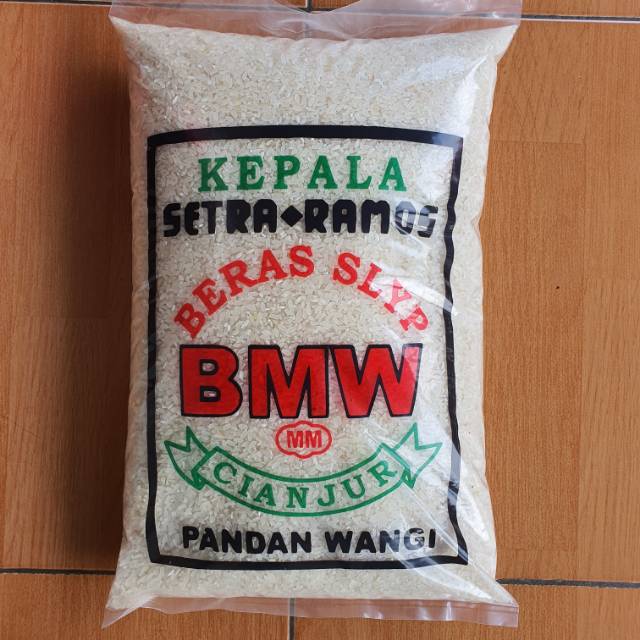 KEPALA
SETRA◆RAMOS
BERAS SLYP
BMW
MM
CIANJUR
PANDAN WANGI